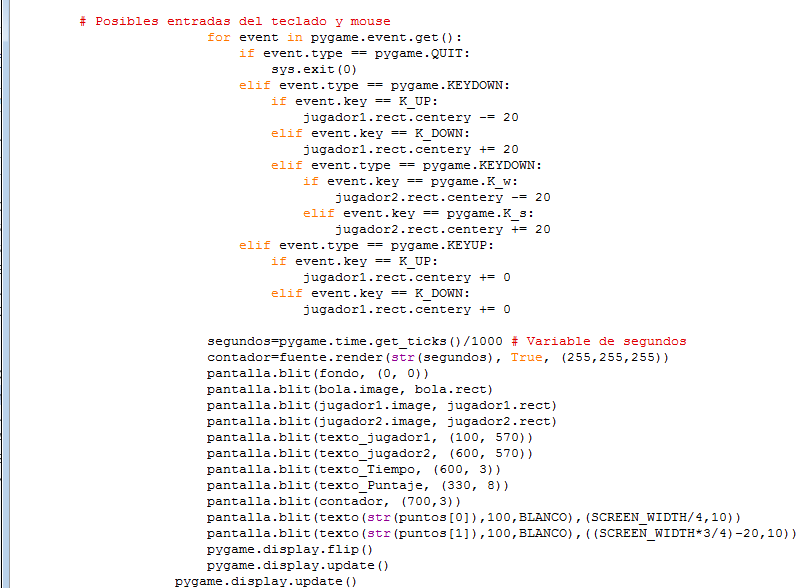 # Posibles entradas del teclado y mouse
for event in pygame.event.get():
if event.type == pygame.QUIT:
sys.exit(0)
elif event.type == pygame.KEYDOWN:
if event.key == K_UP:
jugador1.rect.centery -= 20
elif event.key == K_DOWN:
jugador1.rect.centery += 20
elif event.type == pygame.KEYDOWN:
if event.key == pygame.K_w:
jugador2.rect.centery -= 20
elif event.key == pygame.K_s:
jugador2.rect.centery += 20
elif event.type == pygame.KEYUP:
if event.key == K_UP:
jugador1.rect.centery += 0
elif event.key == K_DOWN:
jugador1.rect.centery += 0
segundos=pygame.time.get_ticks()/1000 # Variable de segundos
contador=fuente.render(str(segundos), True, (255,255,255))
pantalla.blit(fondo, (0, 0))
pantalla.blit(bola.image, bola.rect)
pantalla.blit(jugador1.image, jugador1.rect)
pantalla.blit(jugador2.image, jugador2.rect)
pantalla.blit(texto_jugador1, (100, 570))
pantalla.blit(texto_jugador2, (600, 570))
pantalla.blit(texto_Tiempo, (600, 3))
pantalla.blit(texto_Puntaje, (330, 8))
pantalla.blit(contador, (700,3))
pantalla.blit(texto(str(puntos[0]),100,BLANCO),(SCREEN_WIDTH/4,10))
pantalla.blit(texto(str(puntos[1]),100,BLANCO),((SCREEN_WIDTH*3/4)-20,10))
pygame.display.flip()
pygame.display.update()
pygame.display.update()